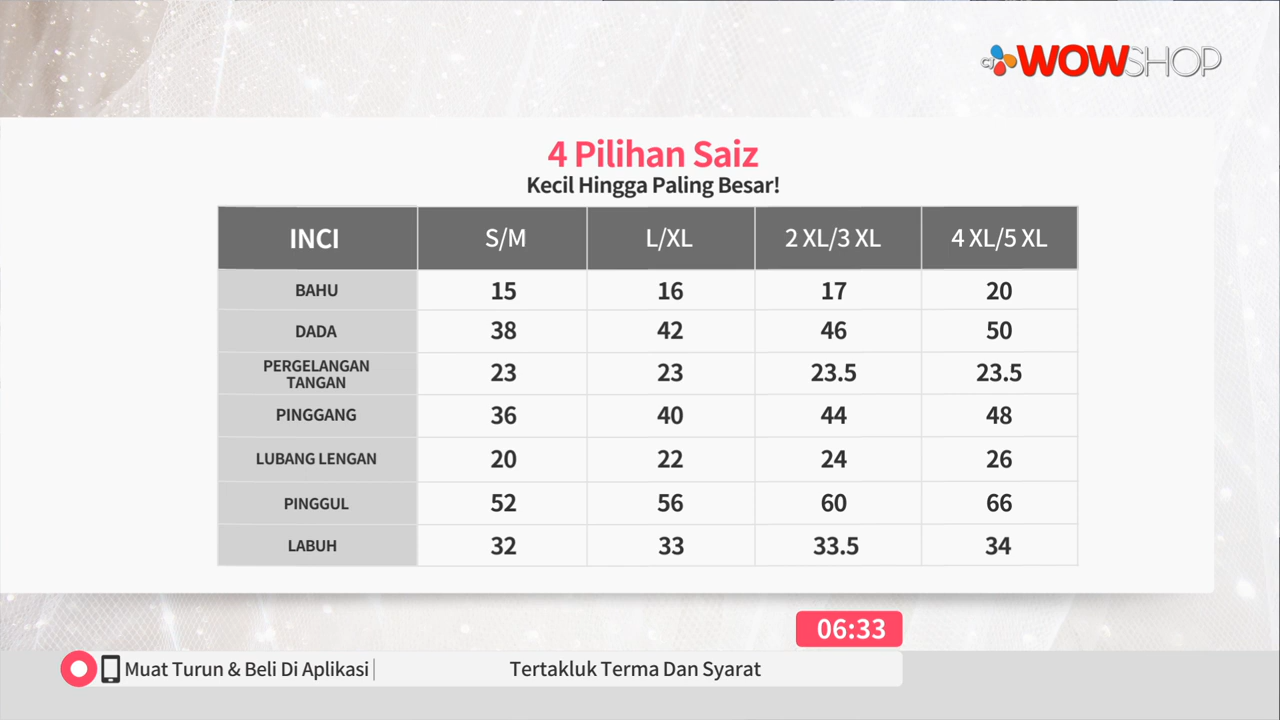 CJ WOWSHOP
4 Pilihan Saiz
Kecil Hingga Paling Besar!
INCI S/M L/XL 2 XL/3 XL 4 XL/5 XL
BAHU 15 16 17 20
DADA 38 42 46 50
PERGELANGAN
TANGAN 23 23 23.5 23.5
PINGGANG 36 40 44 48
LUBANG LENGAN 20 22 24 26
PINGGUL 52 56 60 66
LABUH 32 33 33.5 34
06:33
Muat Turun & Beli Di Aplikasi | Tertakluk Terma Dan Syarat